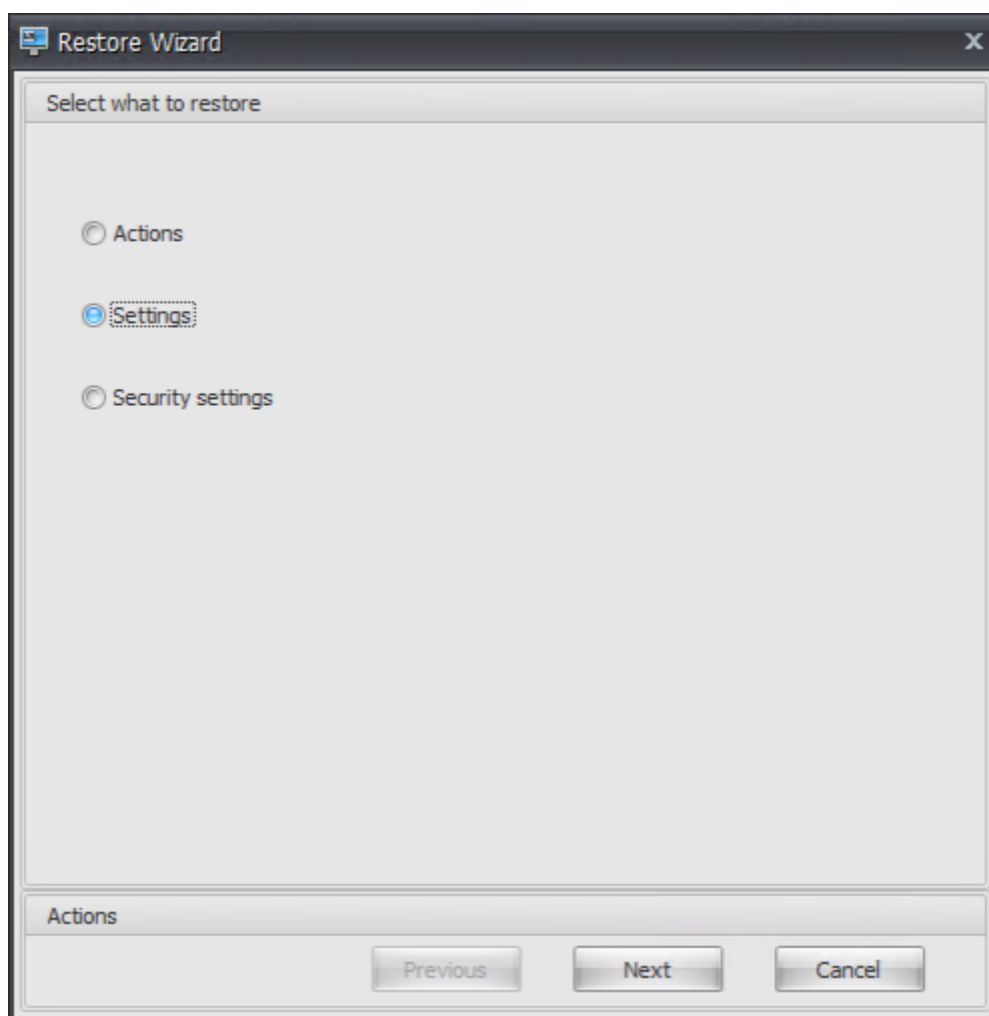 Restore Wizard
Select what to restore
Actions
Settings
Security settings
Actions
Previous Next Cancel